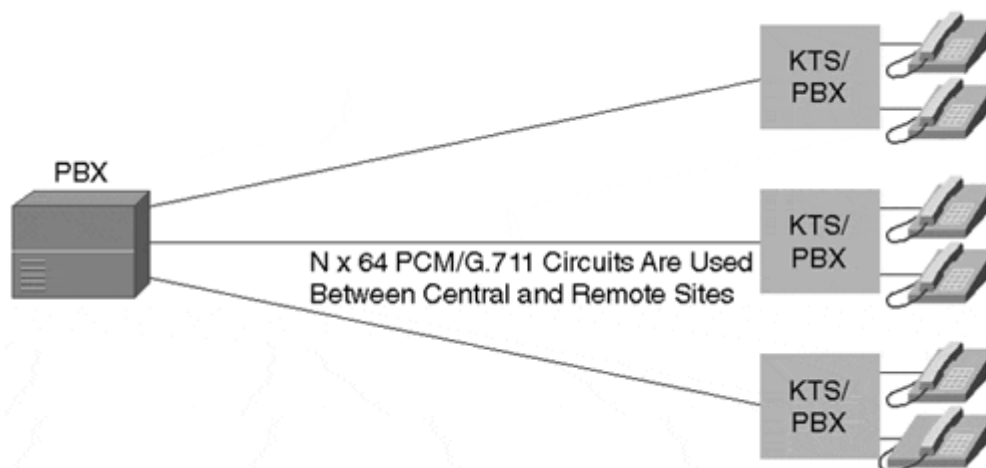 KTS/
PBX
PBX
KTS/
PBX
N x 64 PCM/G.711 Circuits Are Used
Between Central and Remote Sites
KTS/
PBX